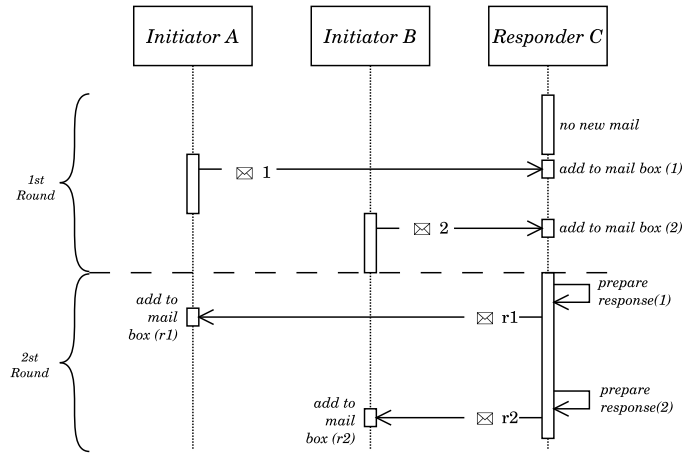 Initiator A
Initiator B
Responder C
no new mail
1
add to mail box (1)
1st
Round
2
add to mail box (2)
prepare
response(1)
add to
mail
box (r1)
r1
2st
Round
prepare
response(2)
add to
mail
box (r2)
r2